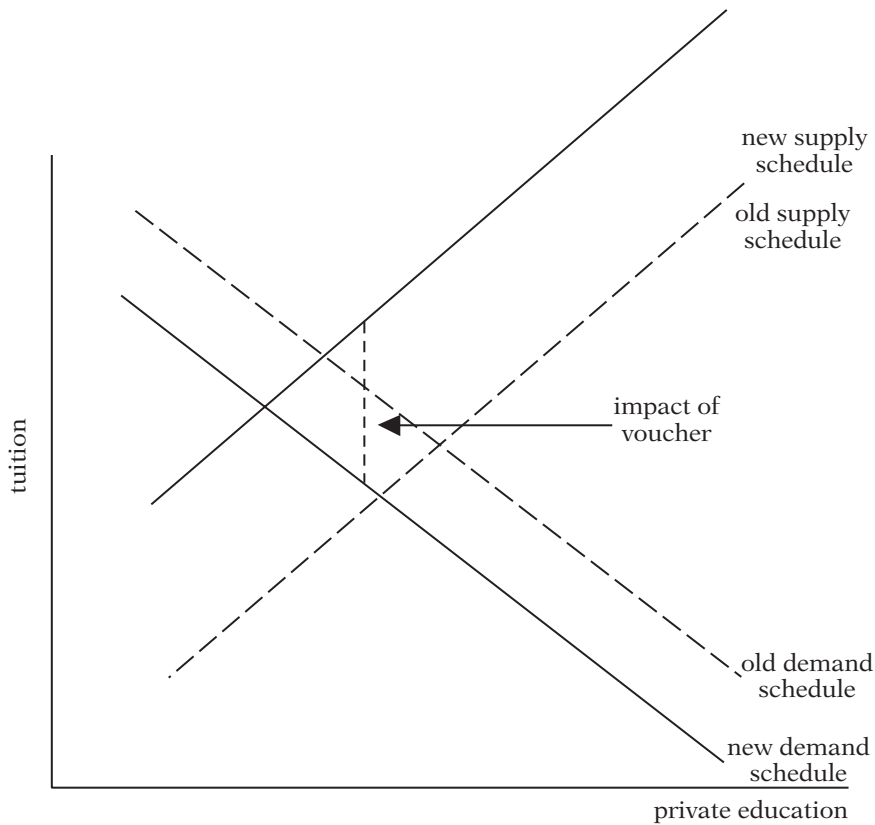 new supply
schedule
old supply
schedule
impact of
voucher
tuition
old demand
schedule
new demand
schedule
private education